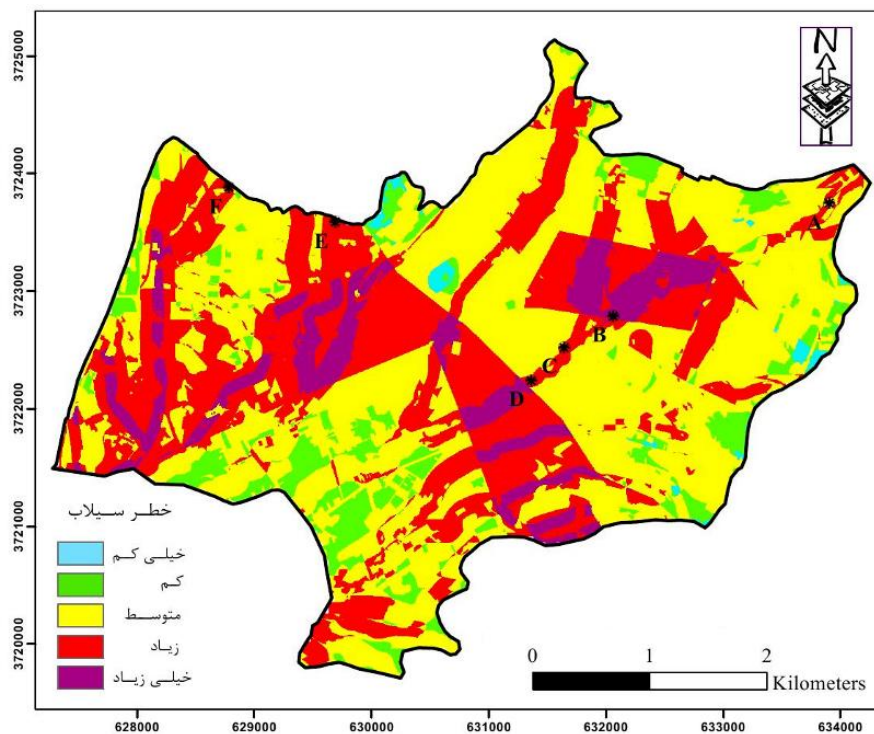 3725000
3724000
3723000
3722000
3721000
3720000
N
F
E
A
B
C
D
خطر سیلاب
خیلی کم
کم
متوسط
زیاد
خیلی زیاد
0 1 2
Kilometers
628000 629000 630000 631000 632000 633000 634000